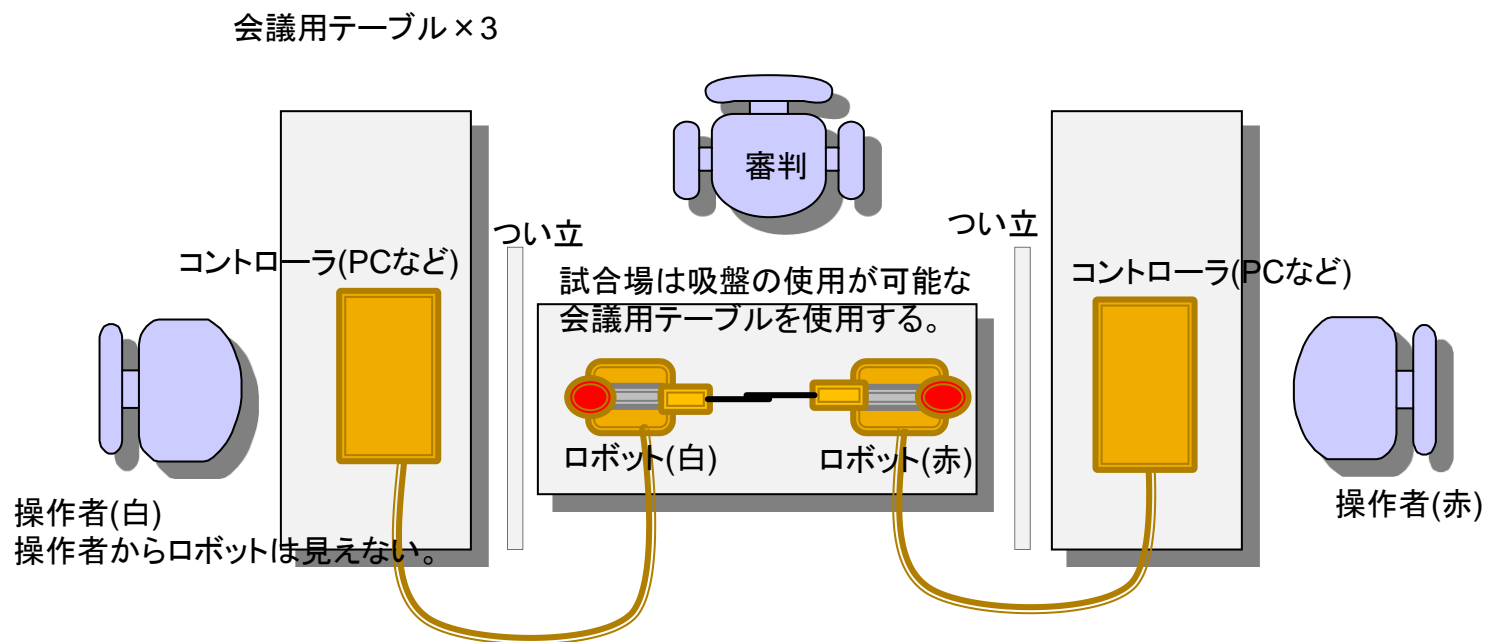 会議用テーブル×3
審判
つい立
つい立
コントローラ(PCなど)
コントローラ(PCなど)
試合場は吸盤の使用が可能な
会議用テーブルを使用する。
ロボット(白)
ロボット(赤)
操作者(白)
操作者からロボットは見えない。
操作者(赤)